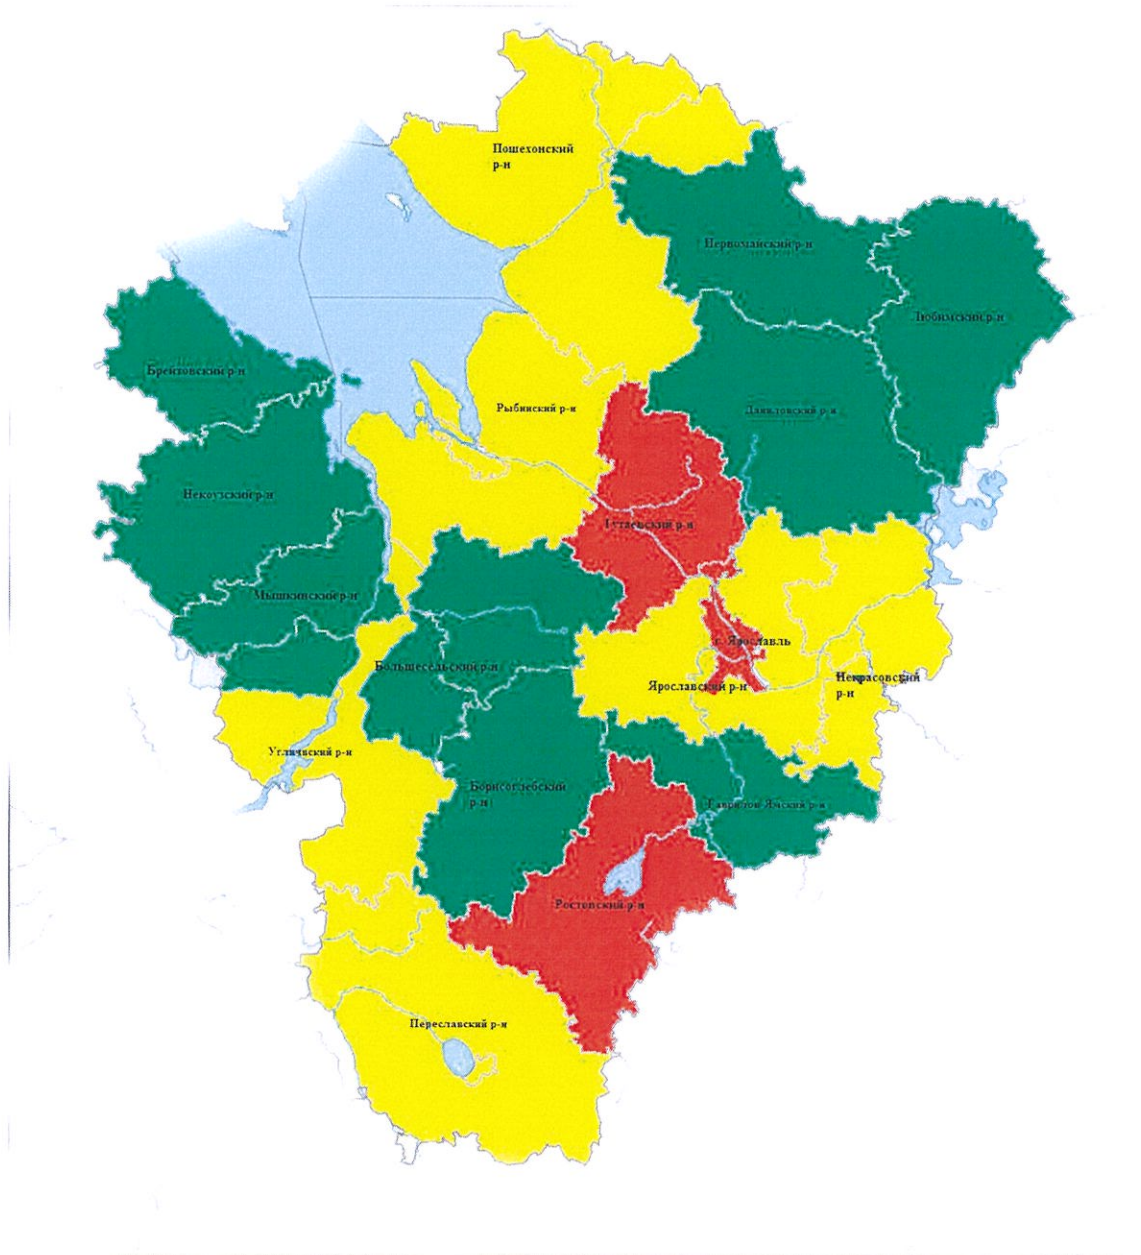 Пошехонский
р-н
Первомайский р-н
Любимский р-н
Брейтовский р-н
Рыбинский р-н
Даниловский р-н
Некоузский р-н
Тутаевский р-н
Мышкинский р-н
г. Ярославль
Большесельский р-н
Ярославский р-н
Некрасовский
р-н
Угличский р-н
Борисоглебский
р-н
Гаврилов-Ямский р-н
Ростовский р-н
Переславский р-н